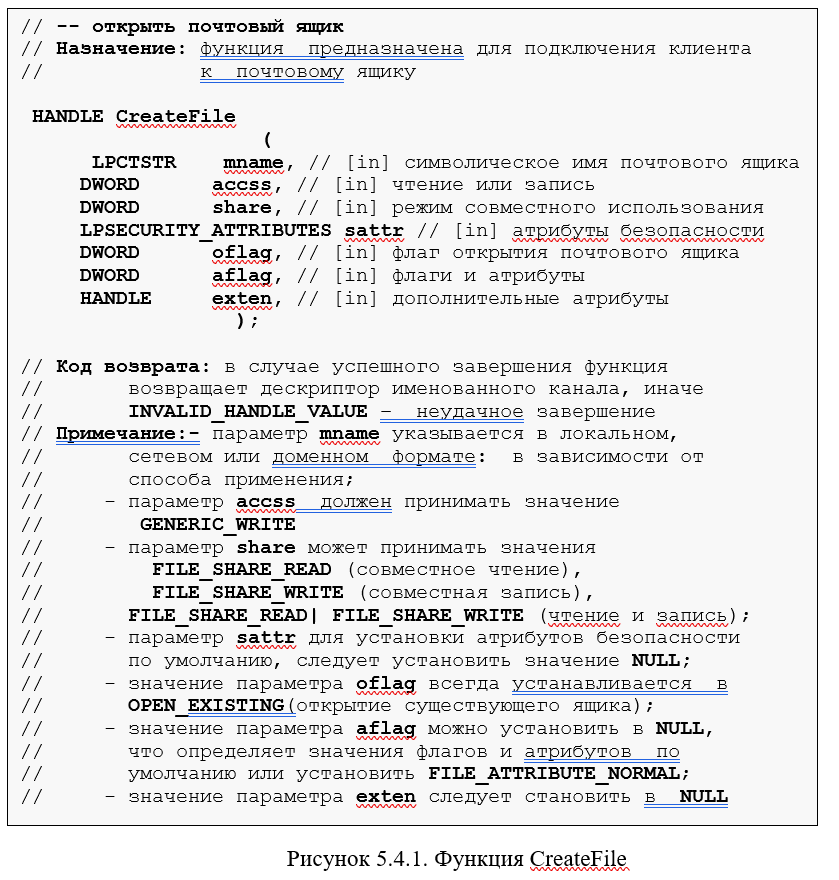 // -- открыть почтовый ящик
// Назначение: функция предназначена для подключения клиента
// к почтовому ящику
HANDLE CreateFile
(
LPCTSTR mname, // [in] символическое имя почтового ящика
DWORD accss, // [in] чтение или запись
DWORD share, // [in] режим совместного использования
LPSECURITY_ATTRIBUTES sattr // [in] атрибуты безопасности
DWORD oflag, // [in] флаг открытия почтового ящика
DWORD aflag, // [in] флаги и атрибуты
HANDLE exten, // [in] дополнительные атрибуты
);
// Код возврата: в случае успешного завершения функция
// возвращает дескриптор именованного канала, иначе
// INVALID_HANDLE_VALUE – неудачное завершение
// Примечание:- параметр mname указывается в локальном,
// сетевом или доменном формате: в зависимости от
// способа применения;
// – параметр accss должен принимать значение
// GENERIC_WRITE
// – параметр share может принимать значения
// FILE_SHARE_READ (совместное чтение),
// FILE_SHARE_WRITE (совместная запись),
// FILE_SHARE_READ| FILE_SHARE_WRITE (чтение и запись);
// – параметр sattr для установки атрибутов безопасности
// по умолчанию, следует установить значение NULL;
// – значение параметра oflag всегда устанавливается в
// OPEN_EXISTING(открытие существующего ящика);
// – значение параметра aflag можно установить в NULL,
// что определяет значения флагов и атрибутов по
// умолчанию или установить FILE_ATTRIBUTE_NORMAL;
// – значение параметра exten следует становить в NULL
Рисунок 5.4.1. Функция CreateFile